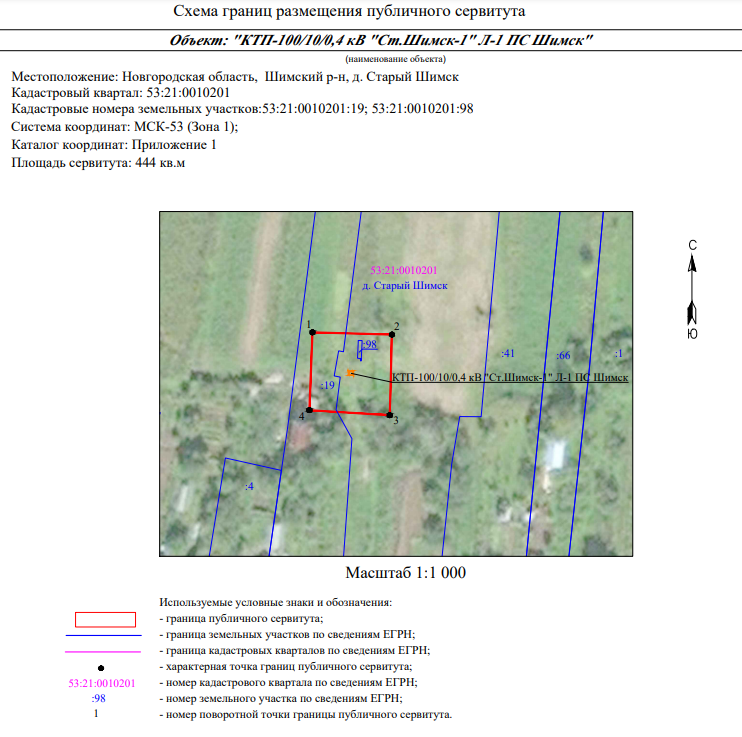 Схема границ размещения публичного сервитута
Объект: "КТП-100/10/0,4 кВ "Ст.Шимск-1" Л-1 ПС Шимск"
(наименование объекта)
Местоположение: Новгородская область, Шимский р-н, д. Старый Шимск
Кадастровый квартал: 53:21:0010201
Кадастровые номера земельных участков:53:21:0010201:19; 53:21:0010201:98
Система координат: МСК-53 (Зона 1);
Каталог координат: Приложение 1
Площадь сервитута: 444 кв.м
С
Ю
53:21:0010201
д. Старый Шимск
1
2
:98
:41
:66
:1
КТП-100/10/0,4 кВ "Ст.Шимск-1" Л-1 ПС Шимск
:19
4
3
:4
Масштаб 1:1 000
Используемые условные знаки и обозначения:
- граница публичного сервитута;
- граница земельных участков по сведениям ЕГРН;
- граница кадастровых кварталов по сведениям ЕГРН;
- характерная точка границ публичного сервитута;
53:21:0010201 - номер кадастрового квартала по сведениям ЕГРН;
:98 - номер земельного участка по сведениям ЕГРН;
1 - номер поворотной точки границы публичного сервитута.